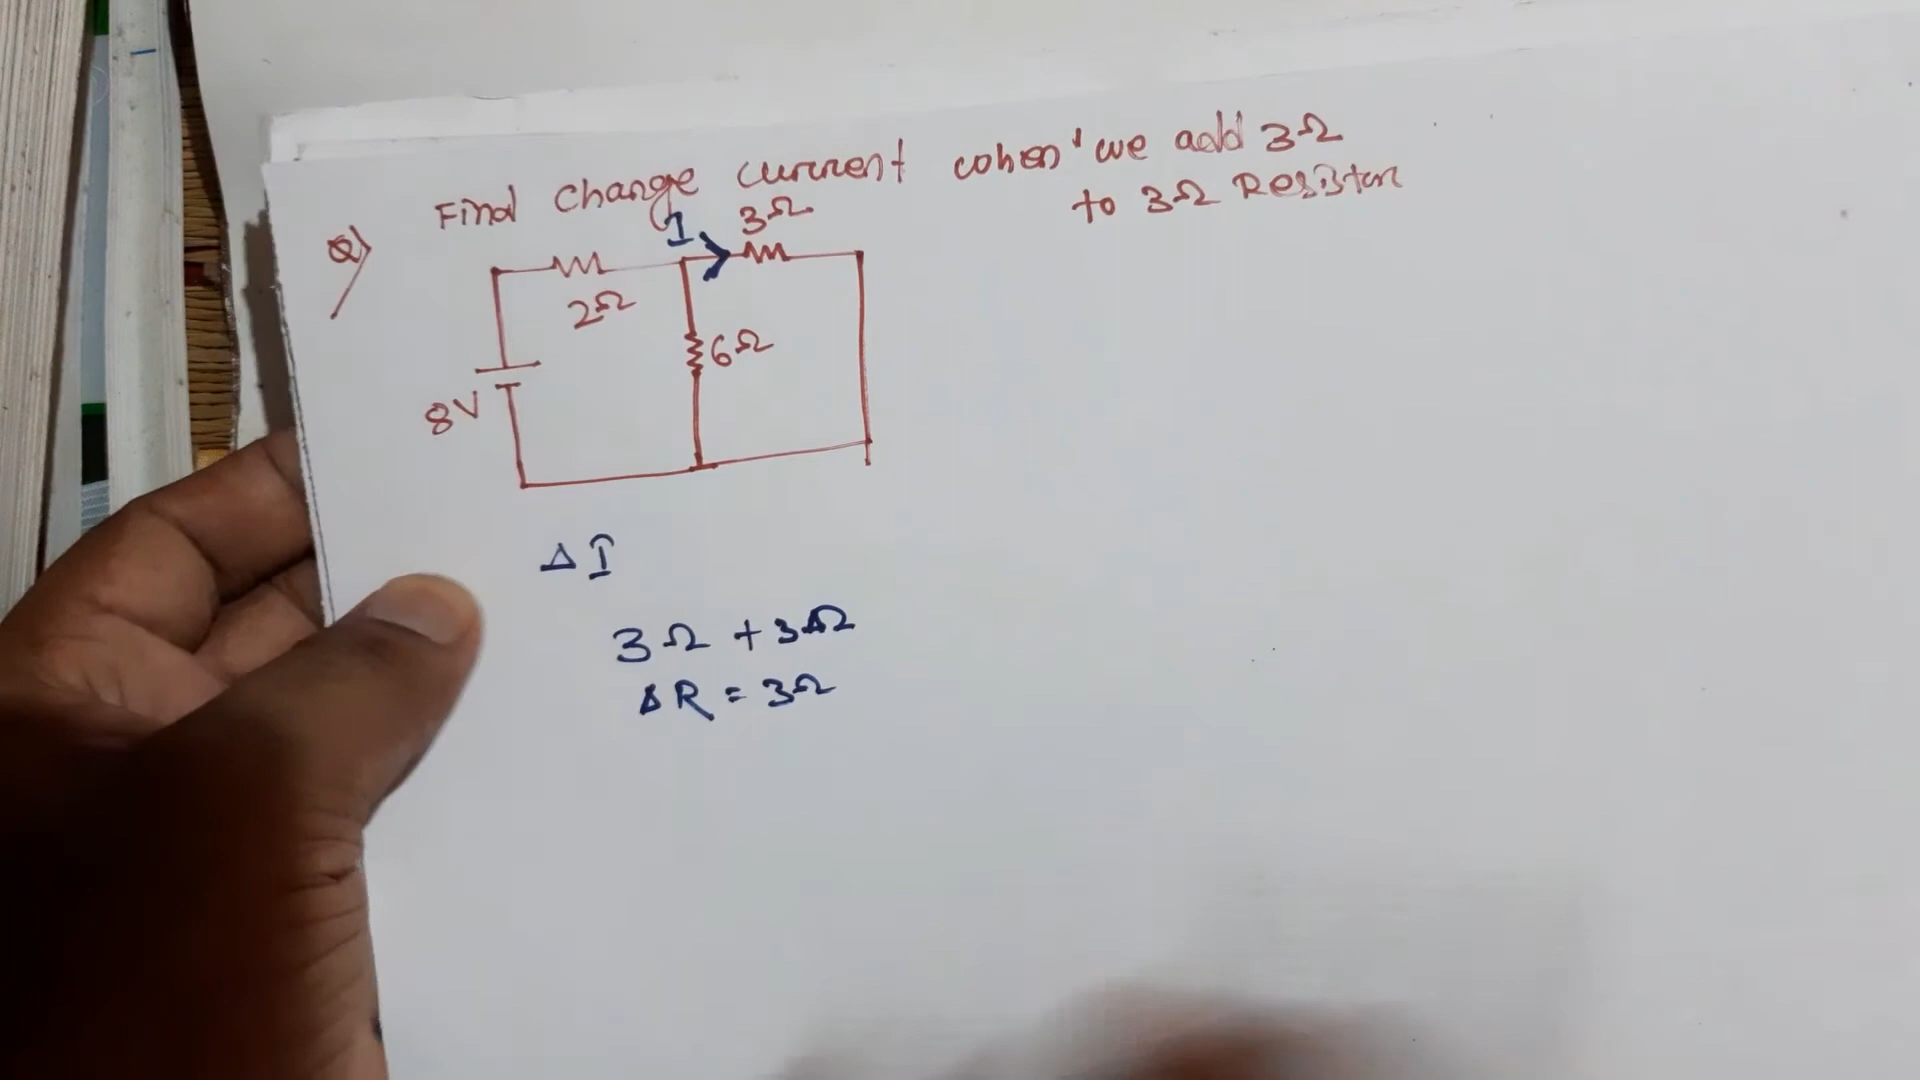 Q) Find change current when we add 3Ω
to 3Ω Resistor
I
3Ω
2Ω
6Ω
8V
ΔI
3Ω + 3Ω
ΔR = 3Ω